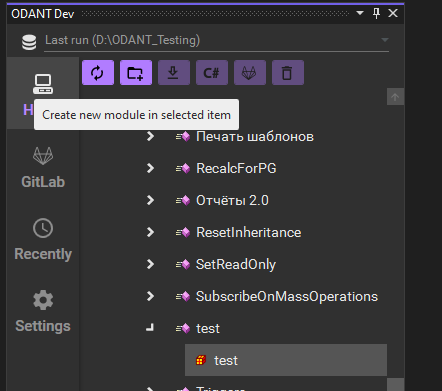 ODANT Dev
Last run (D:\ODANT_Testing)
C#
Create new module in selected item
GitLab
Recently
Settings
Печать шаблонов
RecalcForPG
Отчёты 2.0
ResetInheritance
SetReadOnly
SubscribeOnMassOperations
test
test
Triggers